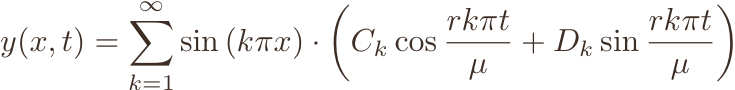 y(x, t) = \sum_{k=1}^{\infty} \sin (k\pi x) \cdot \left( C_k \cos \frac{rk\pi t}{\mu} + D_k \sin \frac{rk\pi t}{\mu} \right)